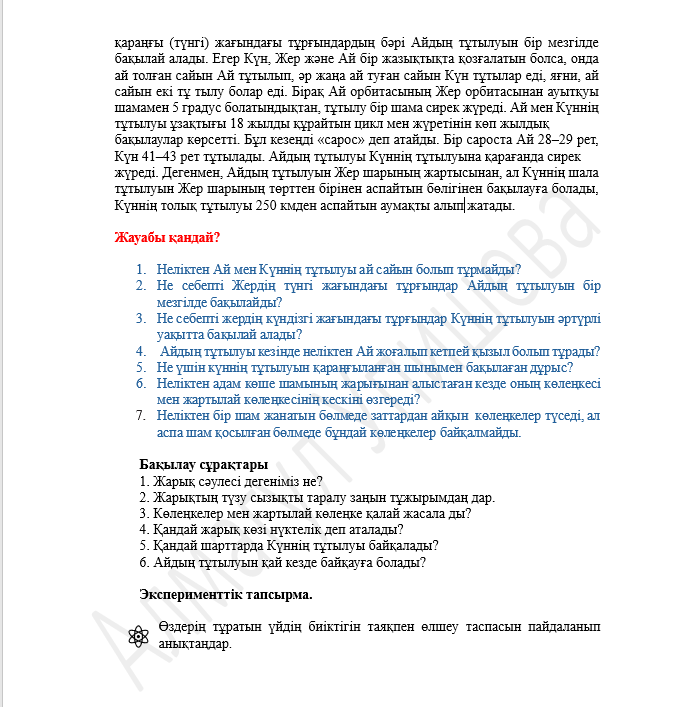 қараңғы (түнгі) жағындағы тұрғындардың бәрі Айдың тұтылуын бір мезгілде
бақылай алады. Егер Күн, Жер және Ай бір жазықтықта қозғалатын болса, онда
ай толған сайын Ай тұтылып, әр жаңа ай туған сайын Күн тұтылар еді, яғни, ай
сайын екі тұ тылу болар еді. Бірақ Ай орбитасының Жер орбитасынан ауытқуы
шамамен 5 градус болатындықтан, тұтылу бір шама сирек жүреді. Ай мен Күннің
тұтылуы ұзақтығы 18 жылды құрайтын цикл мен жүретінін көп жылдық
бақылаулар көрсетті. Бұл кезеңді «сарос» деп атайды. Бір сароста Ай 28–29 рет,
Күн 41–43 рет тұтылады. Айдың тұтылуы Күннің тұтылуына қарағанда сирек
жүреді. Дегенмен, Айдың тұтылуын Жер шарының жартысынан, ал Күннің шала
тұтылуын Жер шарының төрттен бірінен аспайтын бөлігінен бақылауға болады,
Күннің толық тұтылуы 250 кмден аспайтын аумақты алып жатады.
Жауабы қандай?
1. Неліктен Ай мен Күннің тұтылуы ай сайын болып тұрмайды?
2. Не себепті Жердің түнгі жағындағы тұрғындар Айдың тұтылуын бір
мезгілде бақылайды?
3. Не себепті жердің күндізгі жағындағы тұрғындар Күннің тұтылуын әртүрлі
уақытта бақылай алады?
4. Айдың тұтылуы кезінде неліктен Ай жоғалып кетпей қызыл болып тұрады?
5. Не үшін күннің тұтылуын қараңғыланған шынымен бақылаған дұрыс?
6. Неліктен адам көше шамының жарығынан алыстаған кезде оның көлеңкесі
мен жартылай көлеңкесінің кескіні өзгереді?
7. Неліктен бір шам жанатын бөлмеде заттардан айқын көлеңкелер түседі, ал
аспа шам қосылған бөлмеде бұндай көлеңкелер байқалмайды.
Бақылау сұрақтары
1. Жарық сәулесі дегеніміз не?
2. Жарықтың түзу сызықты таралу заңын тұжырымдаң дар.
3. Көлеңкелер мен жартылай көлеңке қалай жасала ды?
4. Қандай жарық көзі нүктелік деп аталады?
5. Қандай шарттарда Күннің тұтылуы байқалады?
6. Айдың тұтылуын қай кезде байқауға болады?
Эксперименттік тапсырма.
Өздерің тұратын үйдің биіктігін таяқпен өлшеу таспасын пайдаланып
анықтаңдар.